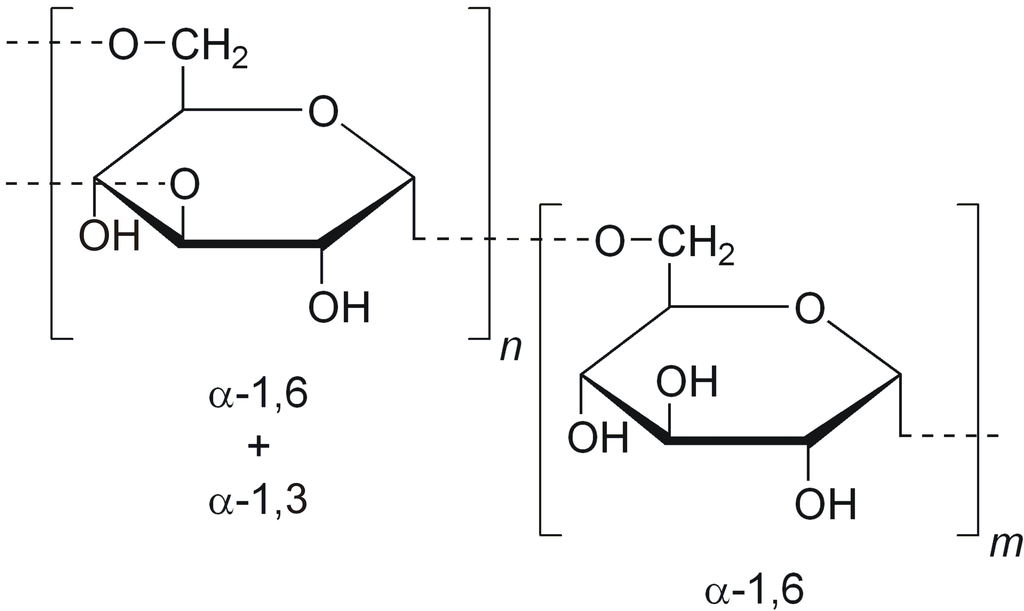 O–CH₂
O
O
OH
OH
n
α-1,6
+
α-1,3
O–CH₂
O
OH
OH
OH
m
α-1,6